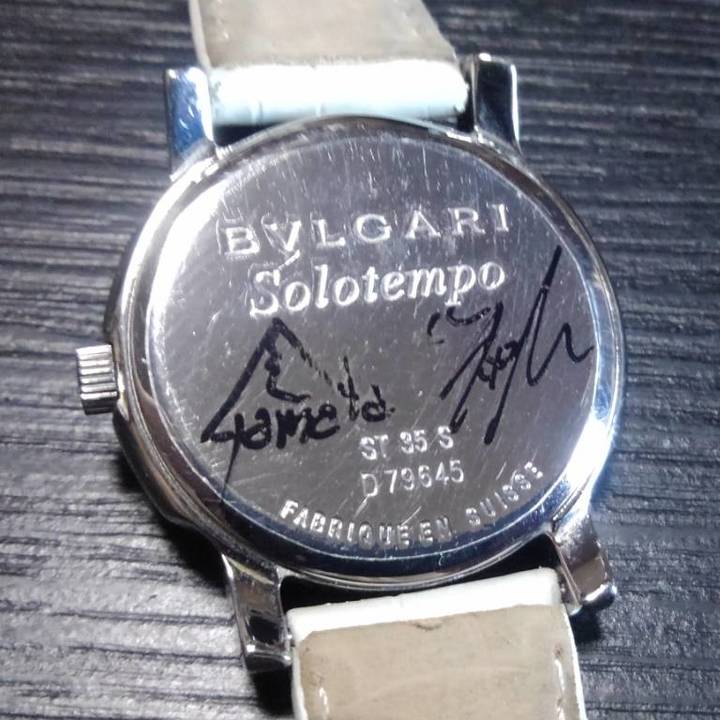 BVLGARI
Solotempo
ST 35 S
D 79645
FABRIQUE EN SUISSE